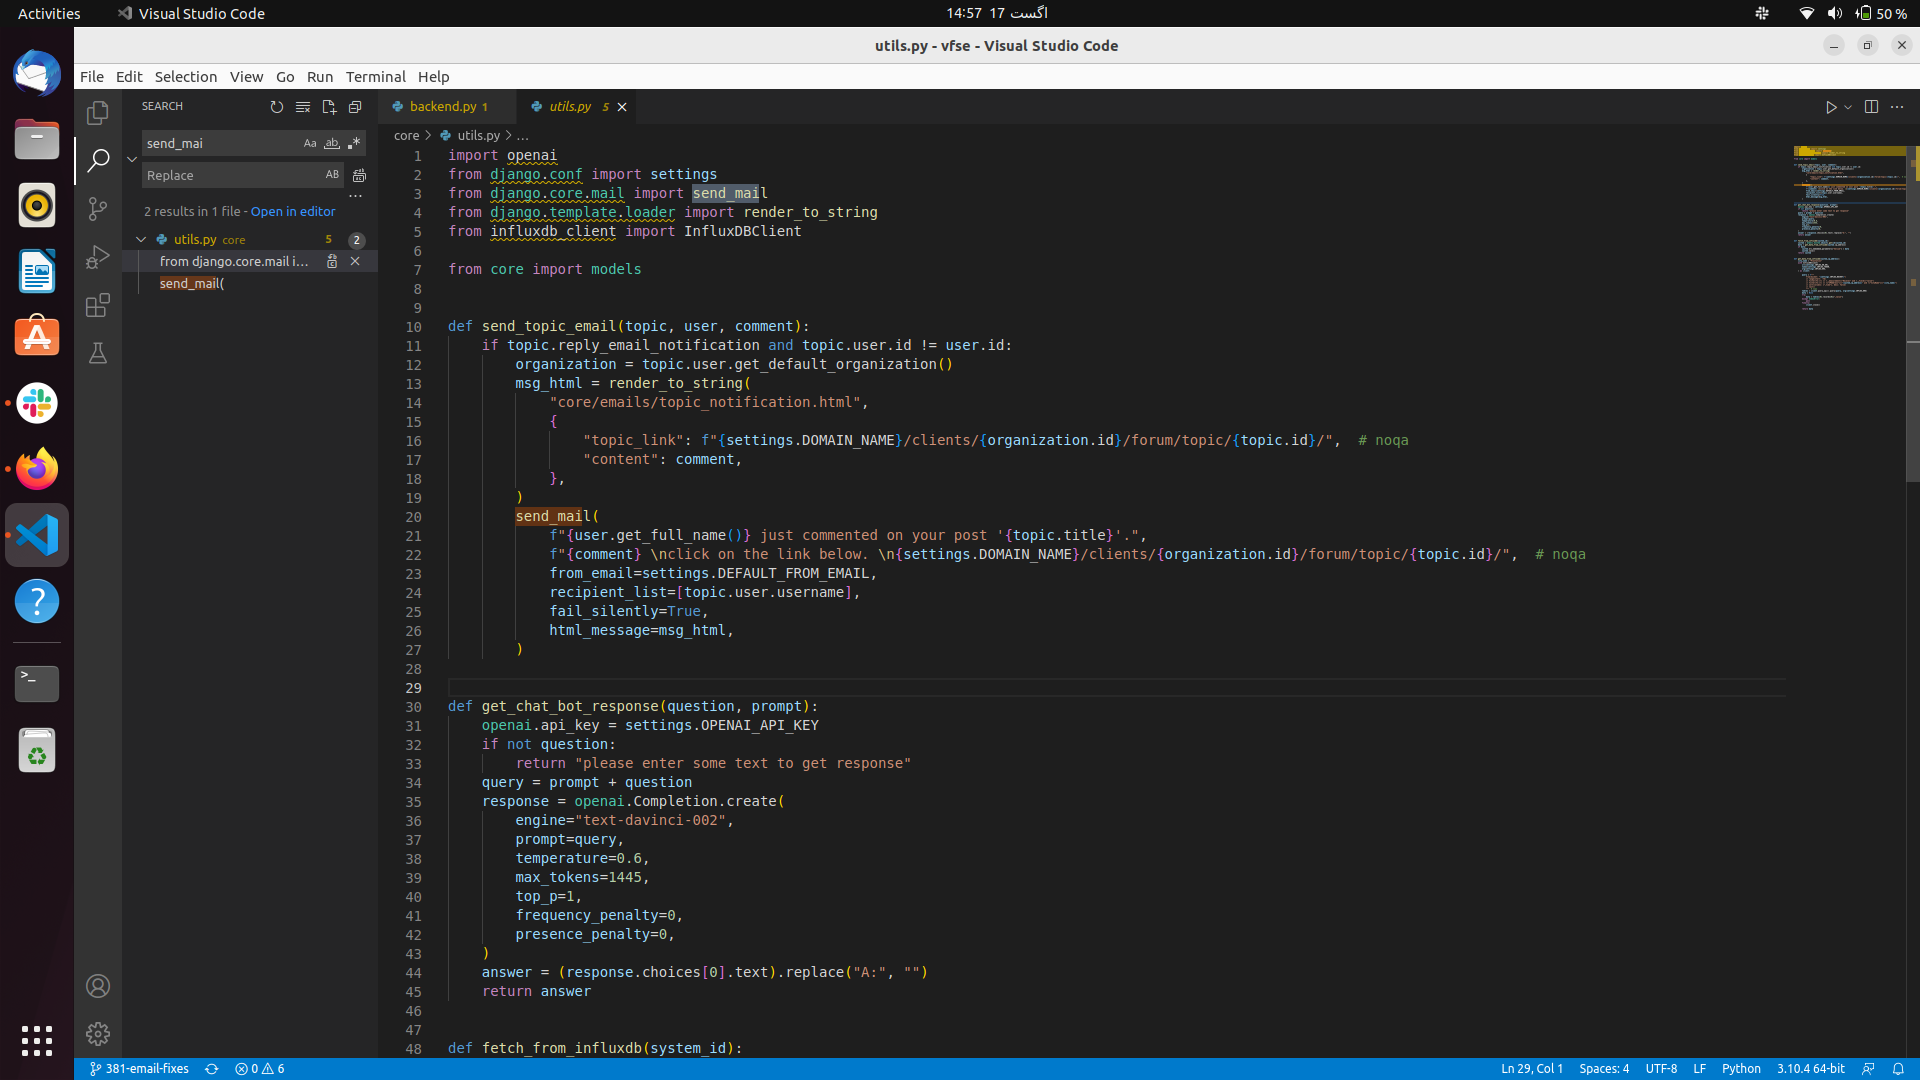 Activities
Visual Studio Code
14:57 17 اگست
50 %
utils.py - vfse - Visual Studio Code
File Edit Selection View Go Run Terminal Help
SEARCH
send_mai
Aa ab .*
Replace
AB
...
2 results in 1 file - Open in editor
utils.py core 5 2
from django.core.mail i...
send_mail(
backend.py 1
utils.py 5
core > utils.py > ...
1 import openai
2 from django.conf import settings
3 from django.core.mail import send_mail
4 from django.template.loader import render_to_string
5 from influxdb_client import InfluxDBClient
6
7 from core import models
8
9
10 def send_topic_email(topic, user, comment):
11 if topic.reply_email_notification and topic.user.id != user.id:
12 organization = topic.user.get_default_organization()
13 msg_html = render_to_string(
14 "core/emails/topic_notification.html",
15 {
16 "topic_link": f"{settings.DOMAIN_NAME}/clients/{organization.id}/forum/topic/{topic.id}/",  # noqa
17 "content": comment,
18 },
19 )
20 send_mail(
21 f"{user.get_full_name()} just commented on your post '{topic.title}'.",
22 f"{comment} \nclick on the link below. \n{settings.DOMAIN_NAME}/clients/{organization.id}/forum/topic/{topic.id}/",  # noqa
23 from_email=settings.DEFAULT_FROM_EMAIL,
24 recipient_list=[topic.user.username],
25 fail_silently=True,
26 html_message=msg_html,
27 )
28
29
30 def get_chat_bot_response(question, prompt):
31 openai.api_key = settings.OPENAI_API_KEY
32 if not question:
33 return "please enter some text to get response"
34 query = prompt + question
35 response = openai.Completion.create(
36 engine="text-davinci-002",
37 prompt=query,
38 temperature=0.6,
39 max_tokens=1445,
40 top_p=1,
41 frequency_penalty=0,
42 presence_penalty=0,
43 )
44 answer = (response.choices[0].text).replace("A:", "")
45 return answer
46
47
48 def fetch_from_influxdb(system_id):
381-email-fixes 0 6
Ln 29, Col 1 Spaces: 4 UTF-8 LF Python 3.10.4 64-bit